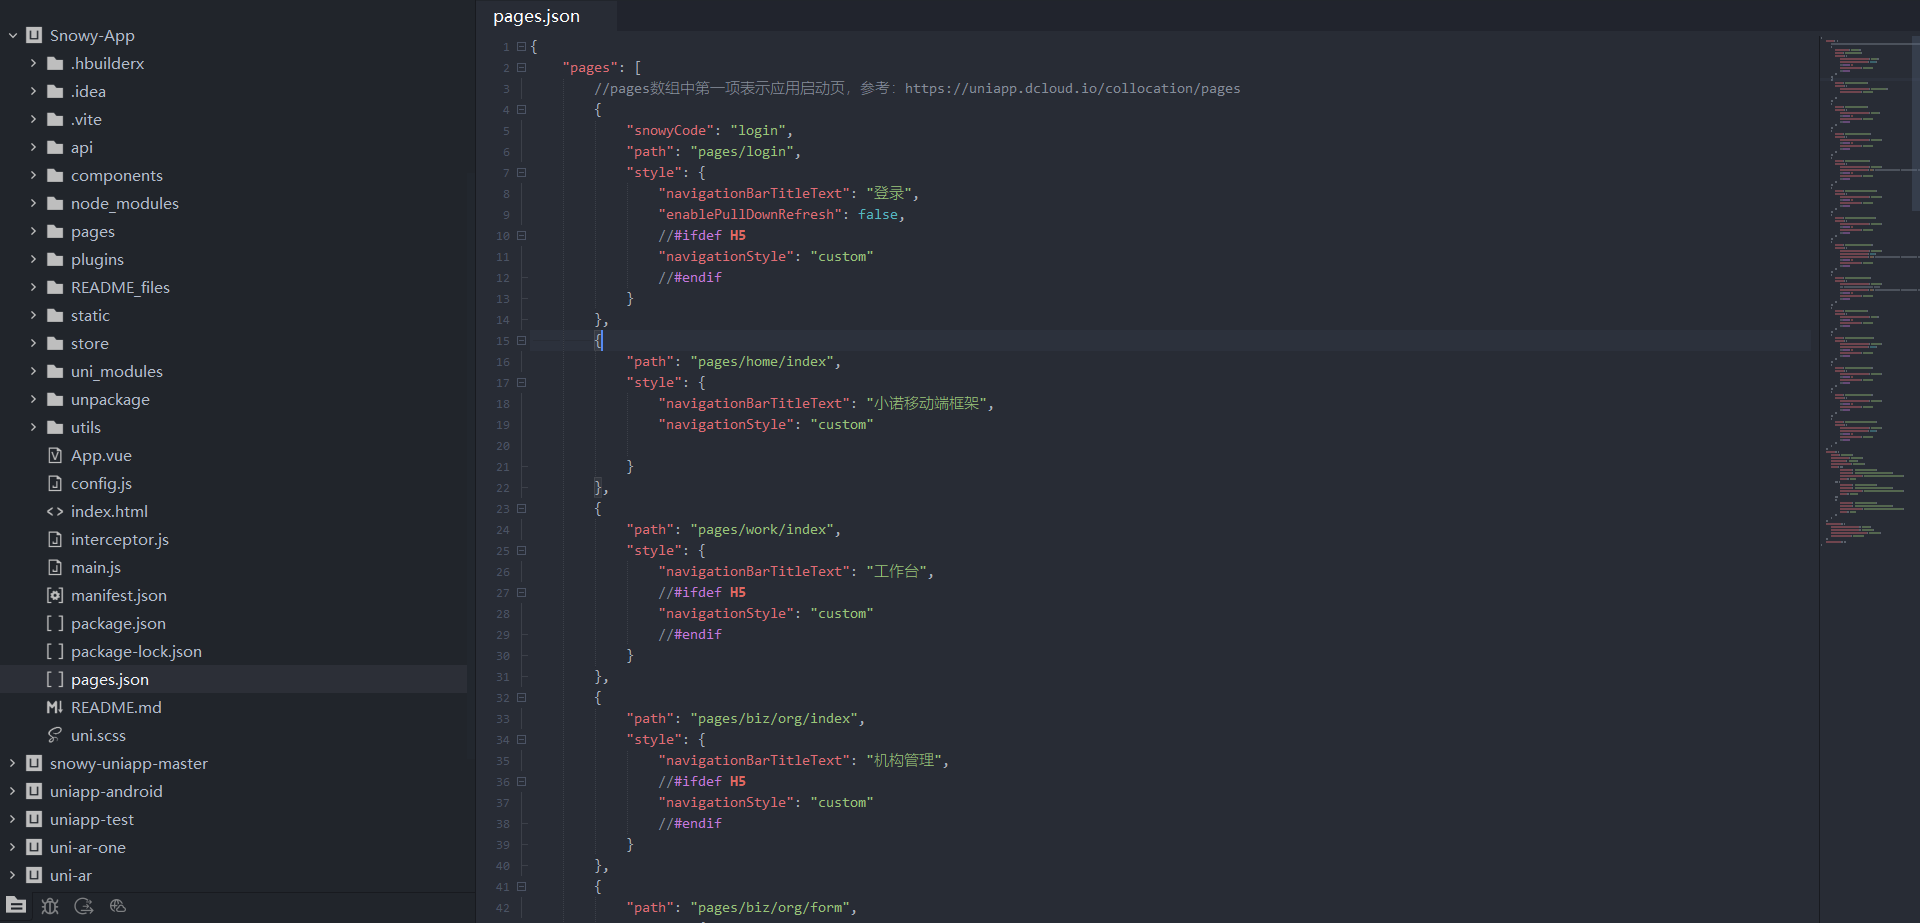 Snowy-App
.hbuilderx
.idea
.vite
api
components
node_modules
pages
plugins
README_files
static
store
uni_modules
unpackage
utils
App.vue
config.js
index.html
interceptor.js
main.js
manifest.json
package.json
package-lock.json
pages.json
README.md
uni.scss
snowy-uniapp-master
uniapp-android
uniapp-test
uni-ar-one
uni-ar
pages.json
1 {
2 "pages": [
3 //pages数组中第一项表示应用启动页，参考：https://uniapp.dcloud.io/collocation/pages
4 {
5 "snowyCode": "login",
6 "path": "pages/login",
7 "style": {
8 "navigationBarTitleText": "登录",
9 "enablePullDownRefresh": false,
10 //#ifdef H5
11 "navigationStyle": "custom"
12 //#endif
13 }
14 },
15 {
16 "path": "pages/home/index",
17 "style": {
18 "navigationBarTitleText": "小诺移动端框架",
19 "navigationStyle": "custom"
20
21 }
22 },
23 {
24 "path": "pages/work/index",
25 "style": {
26 "navigationBarTitleText": "工作台",
27 //#ifdef H5
28 "navigationStyle": "custom"
29 //#endif
30 }
31 },
32 {
33 "path": "pages/biz/org/index",
34 "style": {
35 "navigationBarTitleText": "机构管理",
36 //#ifdef H5
37 "navigationStyle": "custom"
38 //#endif
39 }
40 },
41 {
42 "path": "pages/biz/org/form",